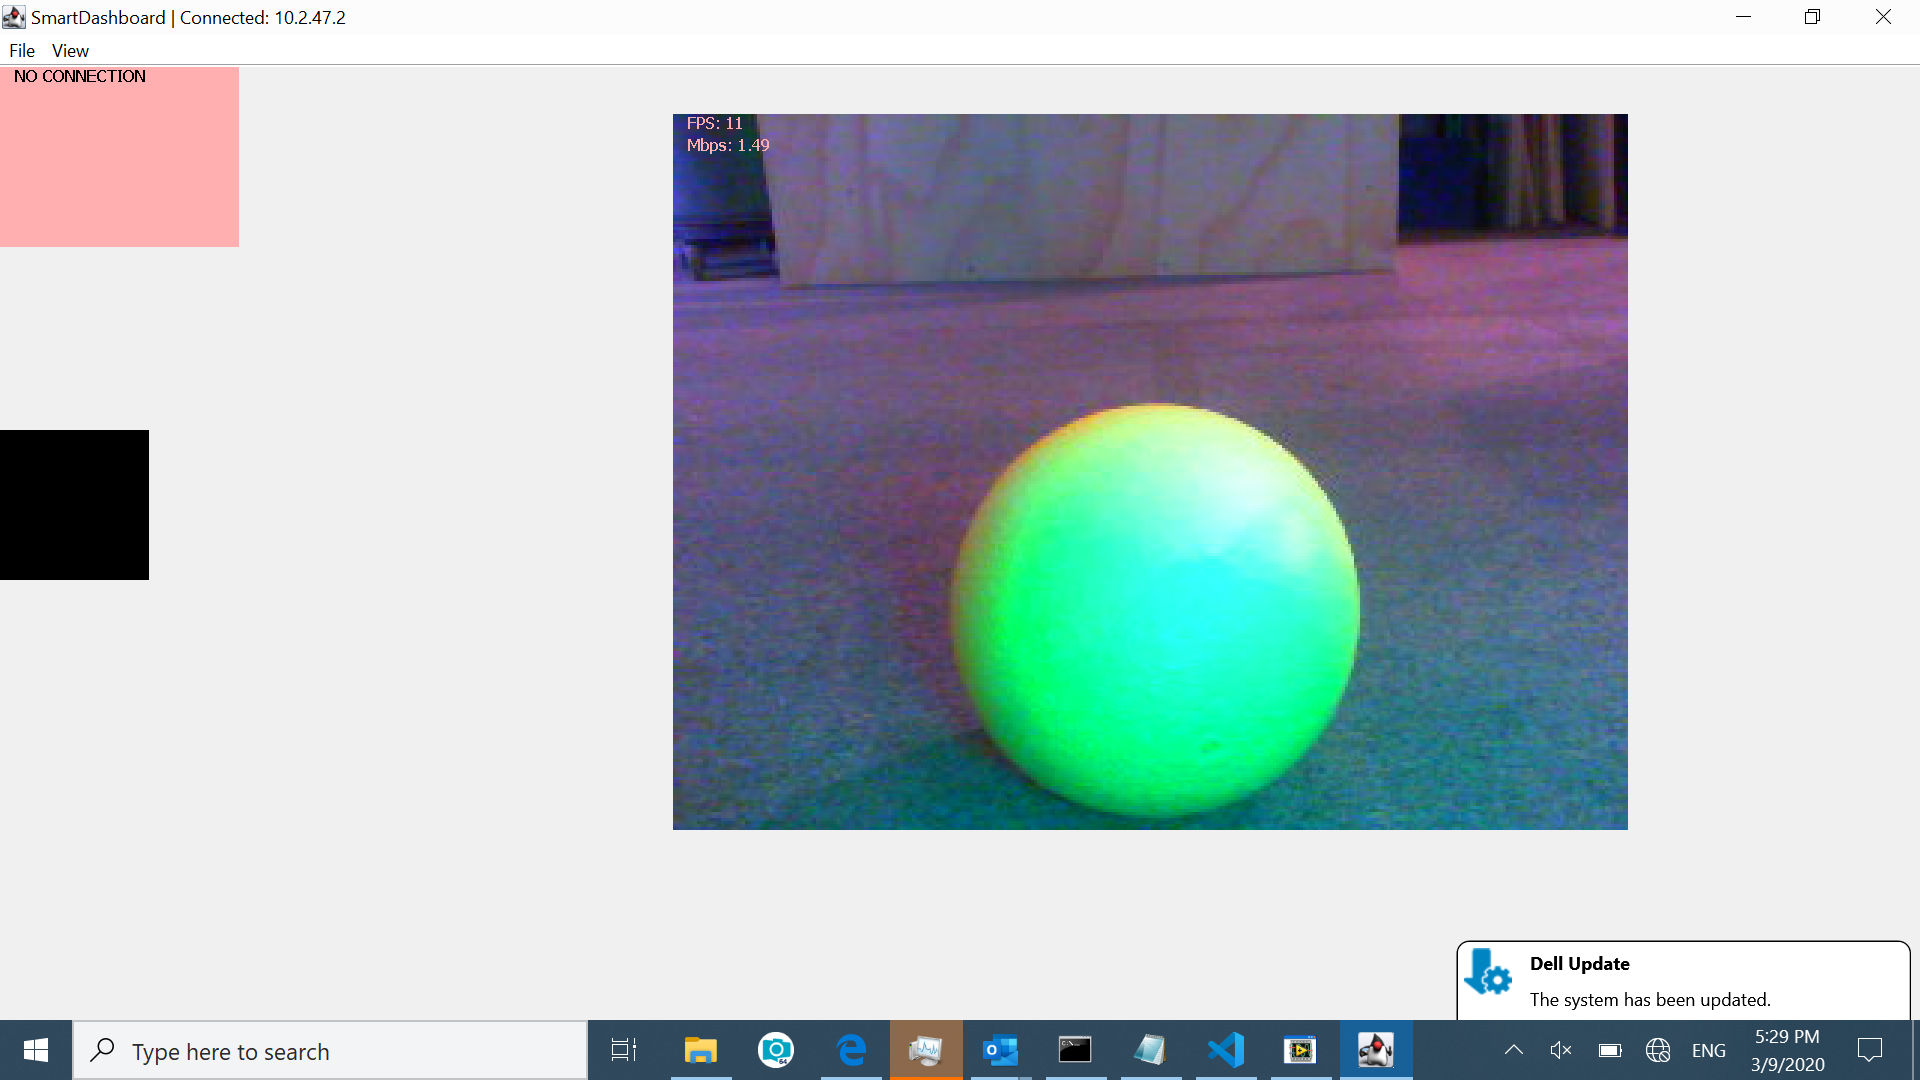 SmartDashboard | Connected: 10.2.47.2
File View
NO CONNECTION
FPS: 11
Mbps: 1.49
Dell Update
The system has been updated.
Type here to search
64
C:\
ENG
5:29 PM
3/9/2020